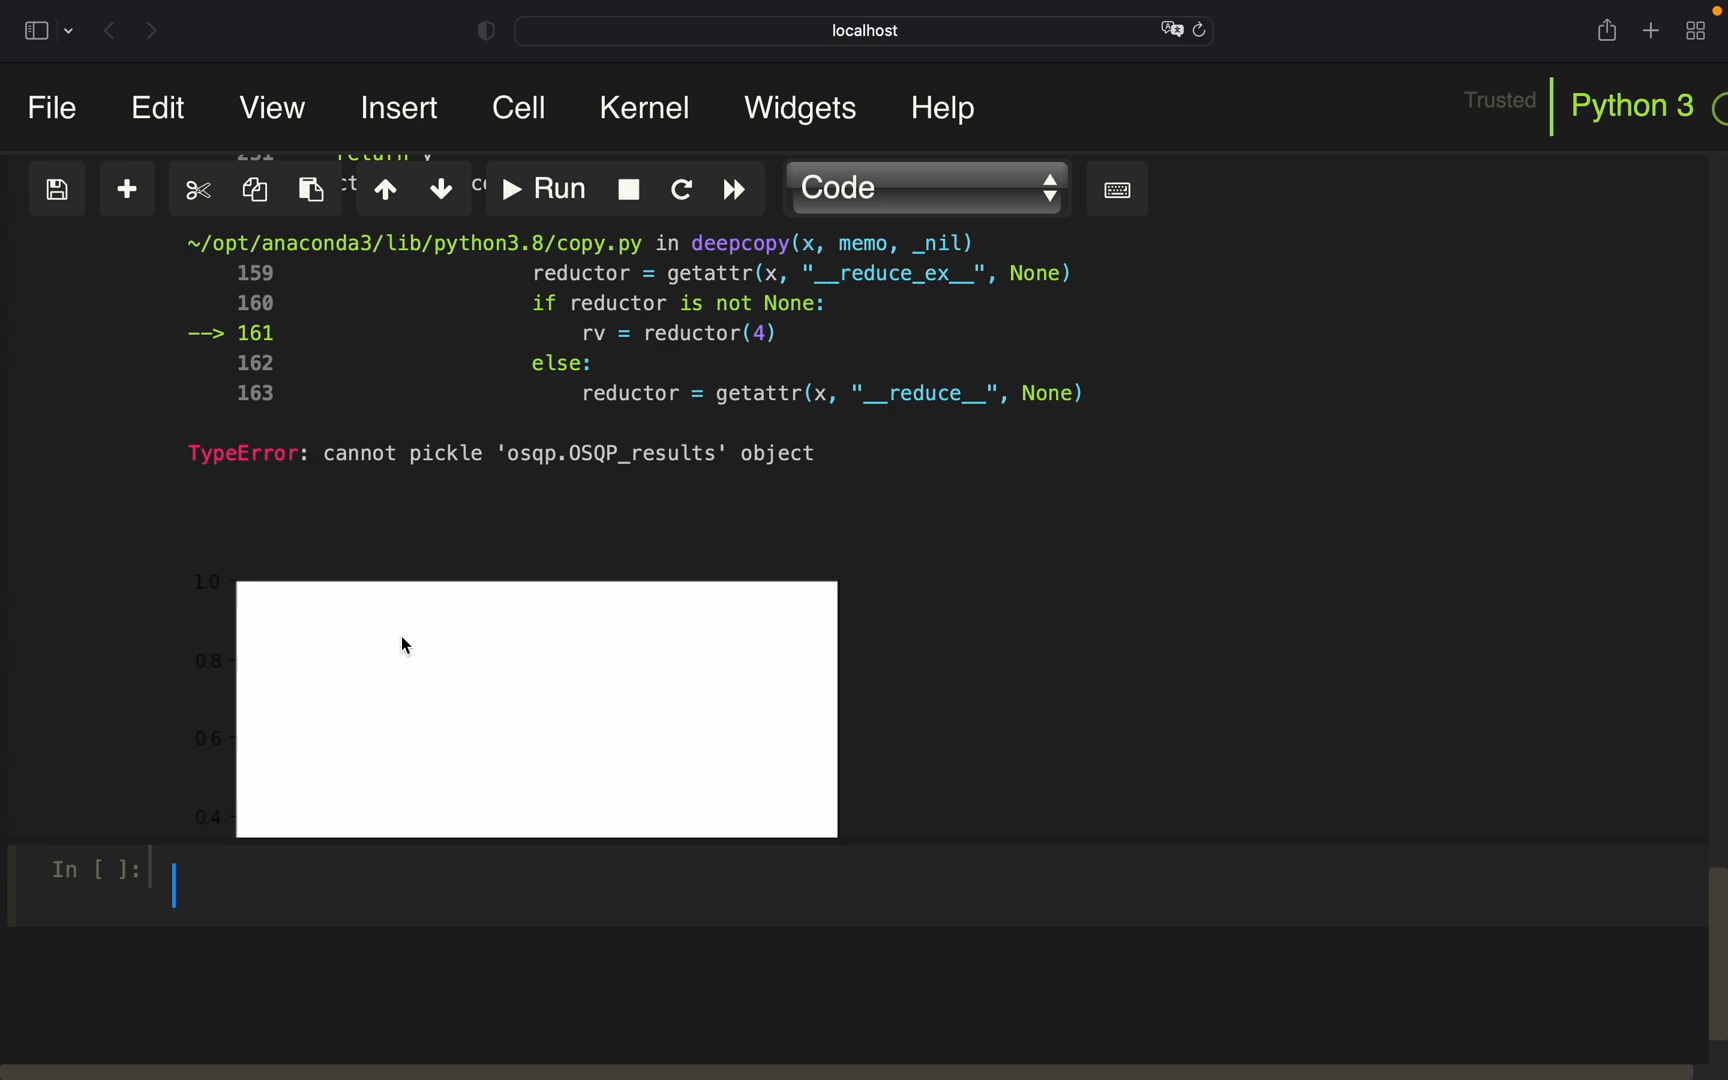 localhost
File Edit View Insert Cell Kernel Widgets Help
Trusted Python 3
Run Code
~/opt/anaconda3/lib/python3.8/copy.py in deepcopy(x, memo, _nil)
159 reductor = getattr(x, "__reduce_ex__", None)
160 if reductor is not None:
--> 161 rv = reductor(4)
162 else:
163 reductor = getattr(x, "__reduce__", None)
TypeError: cannot pickle 'osqp.OSQP_results' object
1.0
0.8
0.6
0.4
In [ ]: